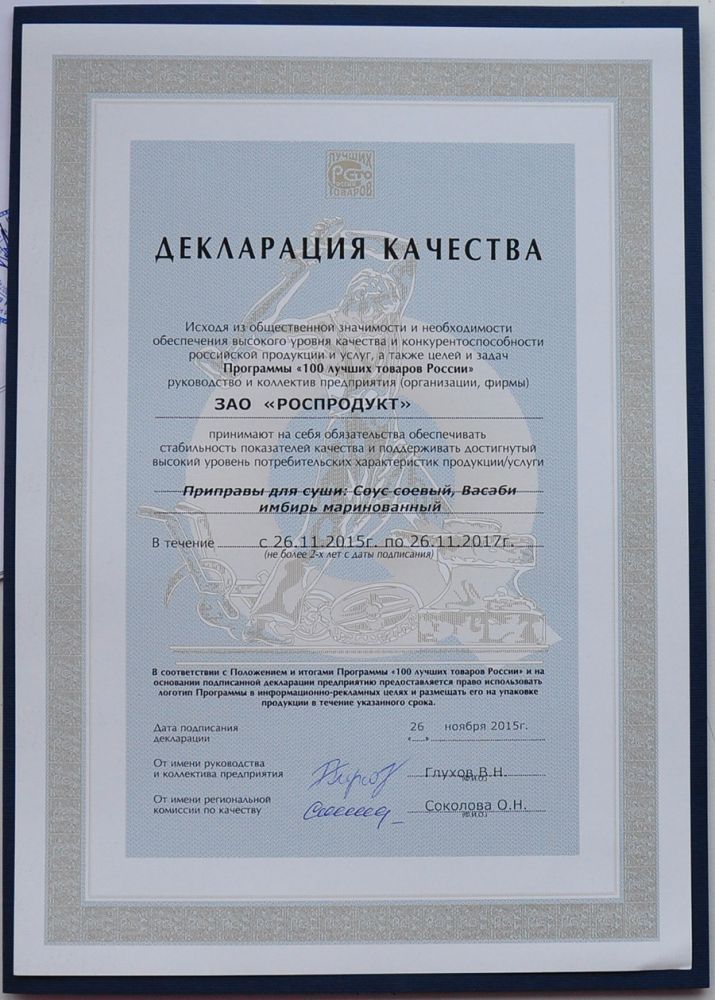 ЛУЧШИХ
СТО
ТОВАРОВ
ДЕКЛАРАЦИЯ КАЧЕСТВА
Исходя из общественной значимости и необходимости
обеспечения высокого уровня качества и конкурентоспособности
российской продукции и услуг, а также целей и задач
Программы «100 лучших товаров России»
руководство и коллектив предприятия (организации, фирмы)
ЗАО «РОСПРОДУКТ»
принимают на себя обязательства обеспечивать
стабильность показателей качества и поддерживать достигнутый
высокий уровень потребительских характеристик продукции/услуги
Приправы для суши: Соус соевый, Васаби
имбирь маринованный
В течение с 26.11.2015г. по 26.11.2017г.
(не более 2-х лет с даты подписания)
В соответствии с Положением и итогами Программы «100 лучших товаров России» и на
основании подписанной декларации предприятию предоставляется право использовать
логотип Программы в информационно-рекламных целях и размещать его на упаковке
продукции в течение указанного срока.
Дата подписания 26 ноября 2015г.
декларации «...»
От имени руководства
и коллектива предприятия Глухов В.Н.
(Ф.И.О.)
От имени региональной
комиссии по качеству Соколова О.Н.
(Ф.И.О.)